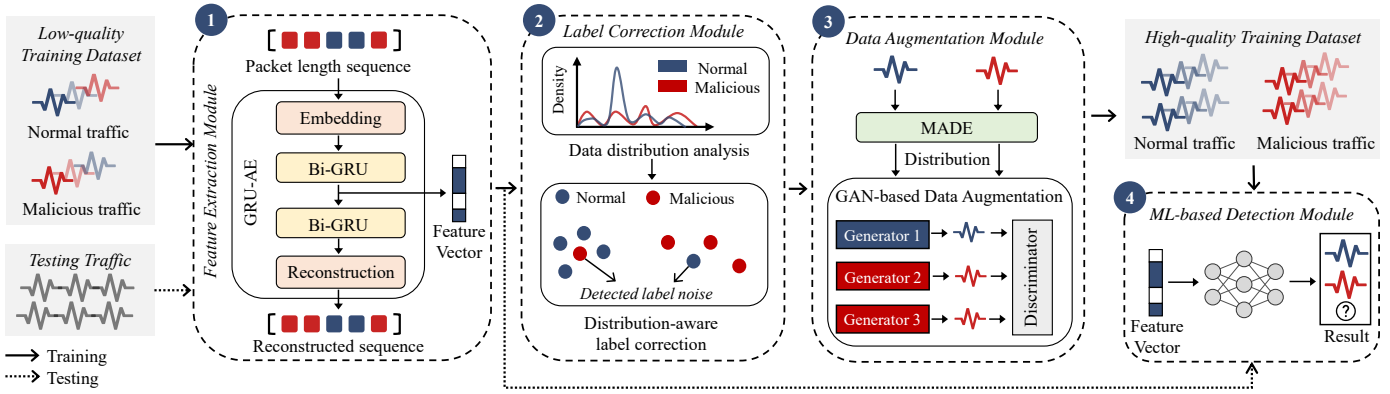 Low-quality
Training Dataset
Normal traffic
Malicious traffic
Testing Traffic
Training
Testing
1
Feature Extraction Module
Packet length sequence
GRU-AE
Embedding
Bi-GRU
Bi-GRU
Reconstruction
Reconstructed sequence
Feature
Vector
2
Label Correction Module
Density
Normal
Malicious
Data distribution analysis
Normal
Malicious
Detected label noise
Distribution-aware
label correction
3
Data Augmentation Module
MADE
Distribution
GAN-based Data Augmentation
Generator 1
Generator 2
Generator 3
Discriminator
High-quality Training Dataset
Normal traffic
Malicious traffic
4
ML-based Detection Module
Feature
Vector
?
Result